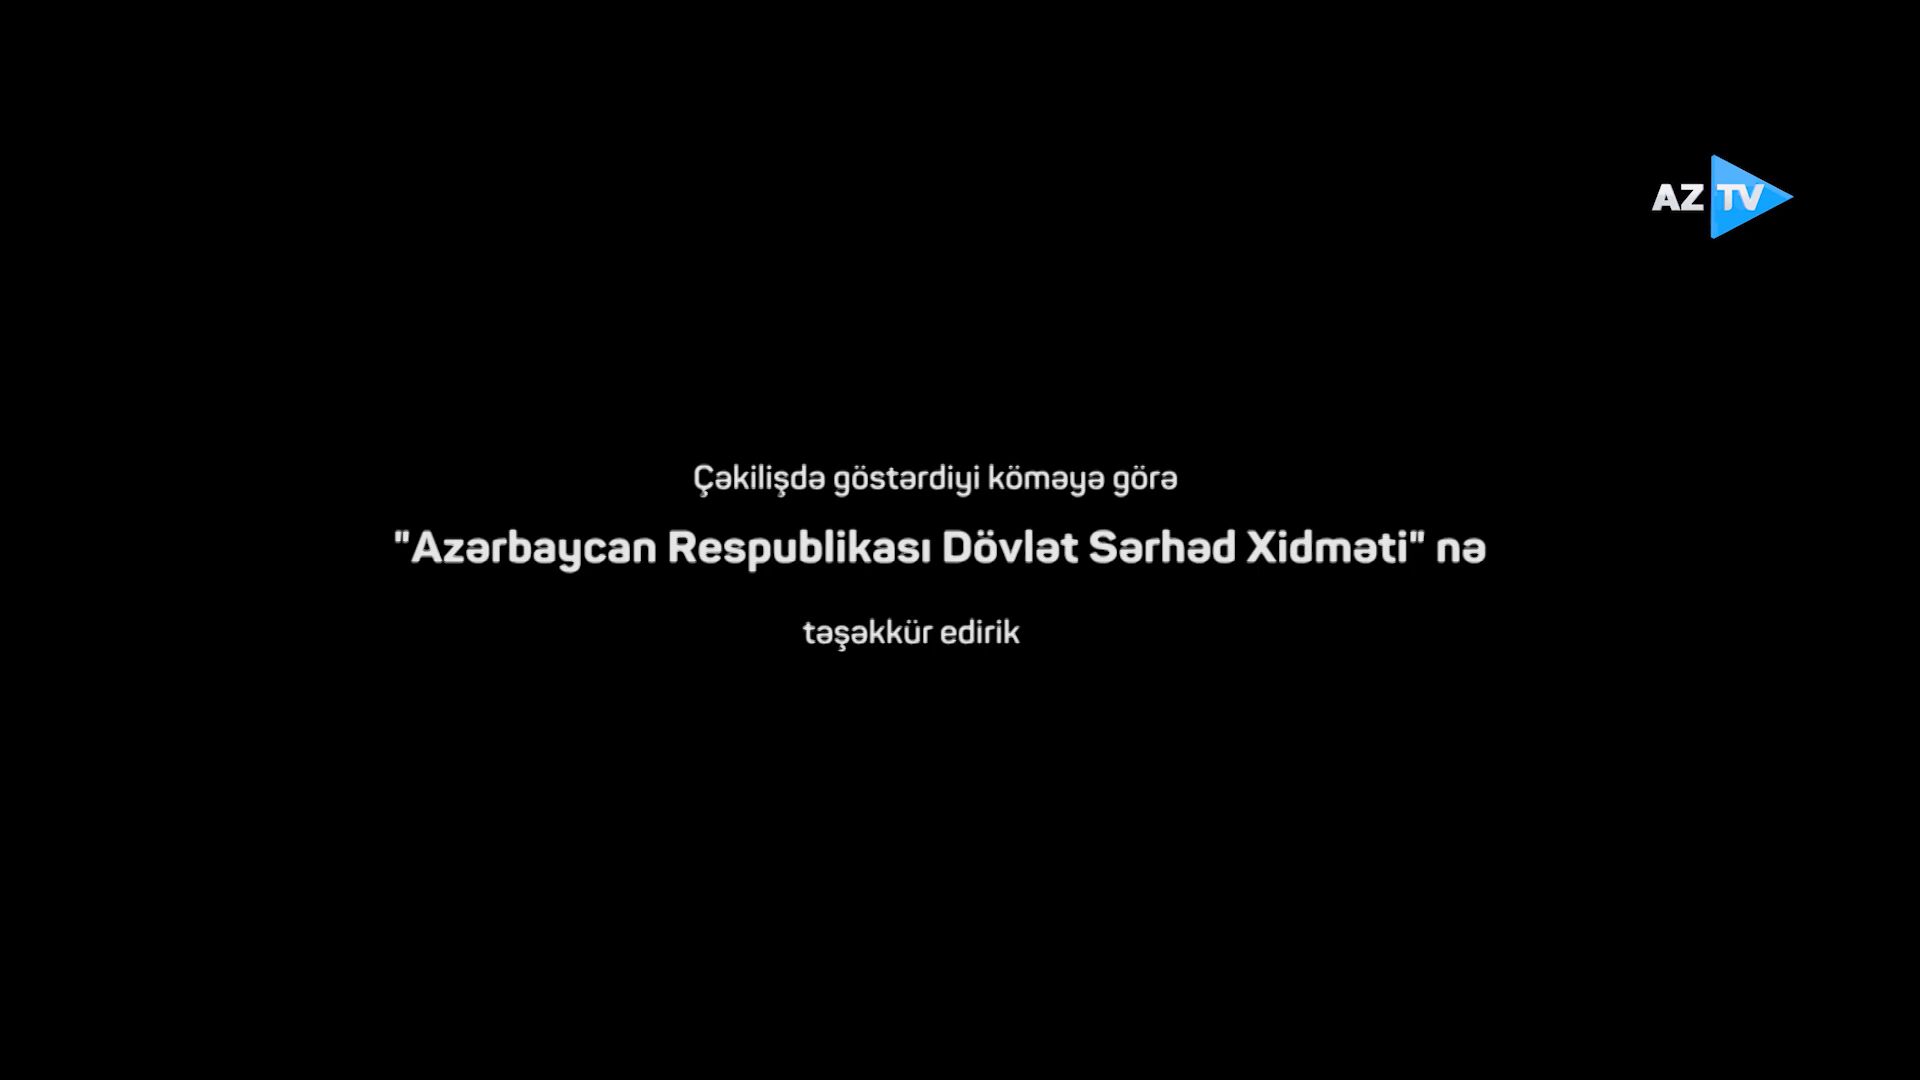 AZ TV
Çəkilişdə göstərdiyi köməyə görə
"Azərbaycan Respublikası Dövlət Sərhəd Xidməti" nə
təşəkkür edirik